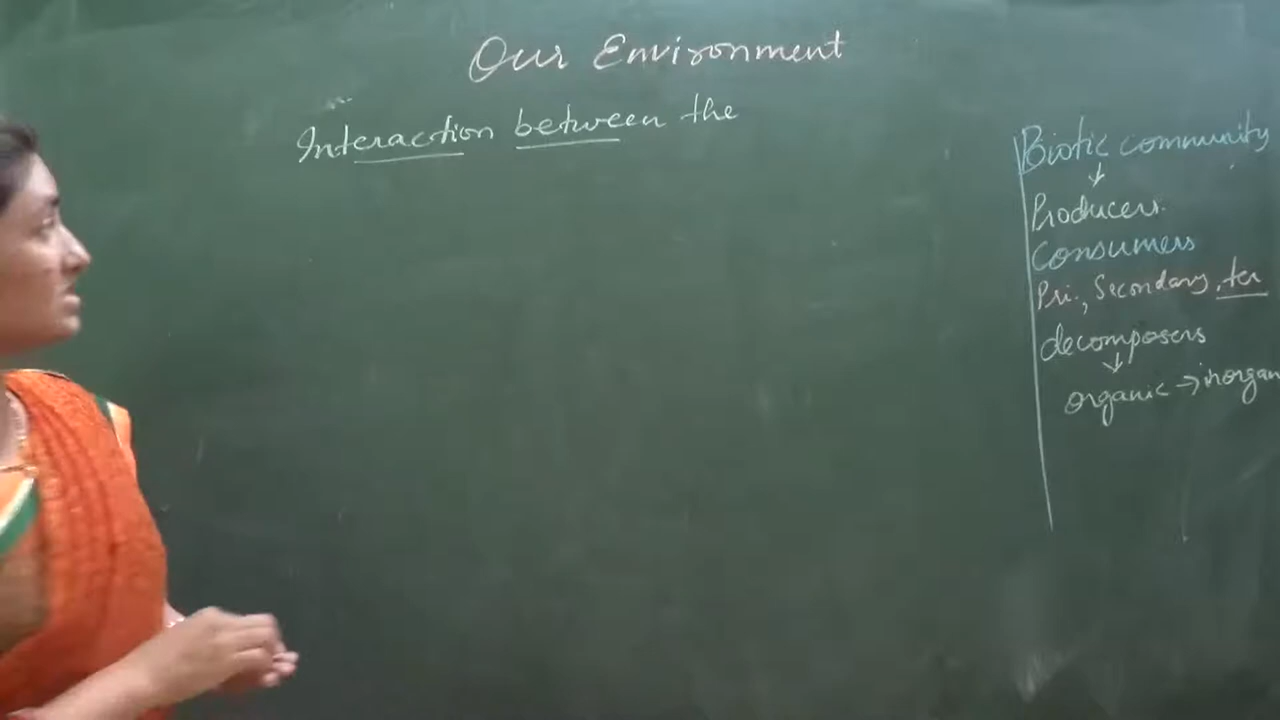 Our Environment
Interaction between the
Biotic community
↓
Producers.
Consumers
Pri., Secondary, ter
decomposers
↓
organic → inorgan